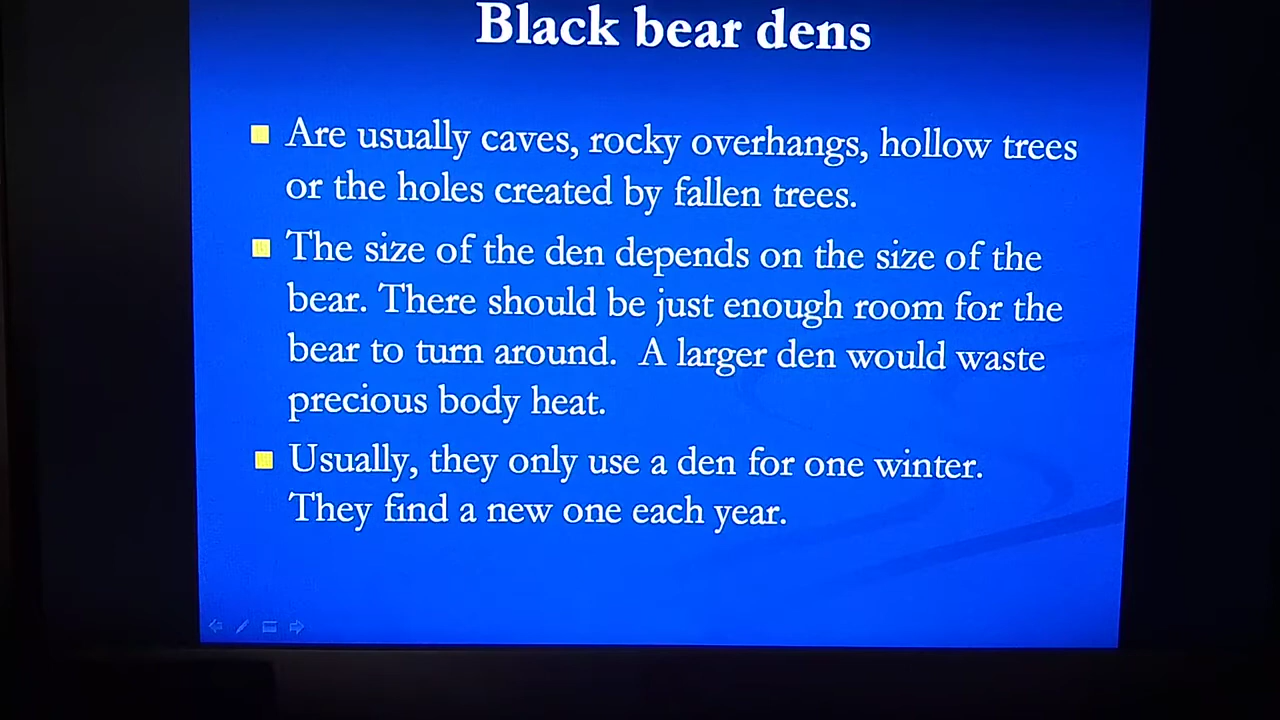 Black bear dens
Are usually caves, rocky overhangs, hollow trees
or the holes created by fallen trees.
The size of the den depends on the size of the
bear. There should be just enough room for the
bear to turn around. A larger den would waste
precious body heat.
Usually, they only use a den for one winter.
They find a new one each year.